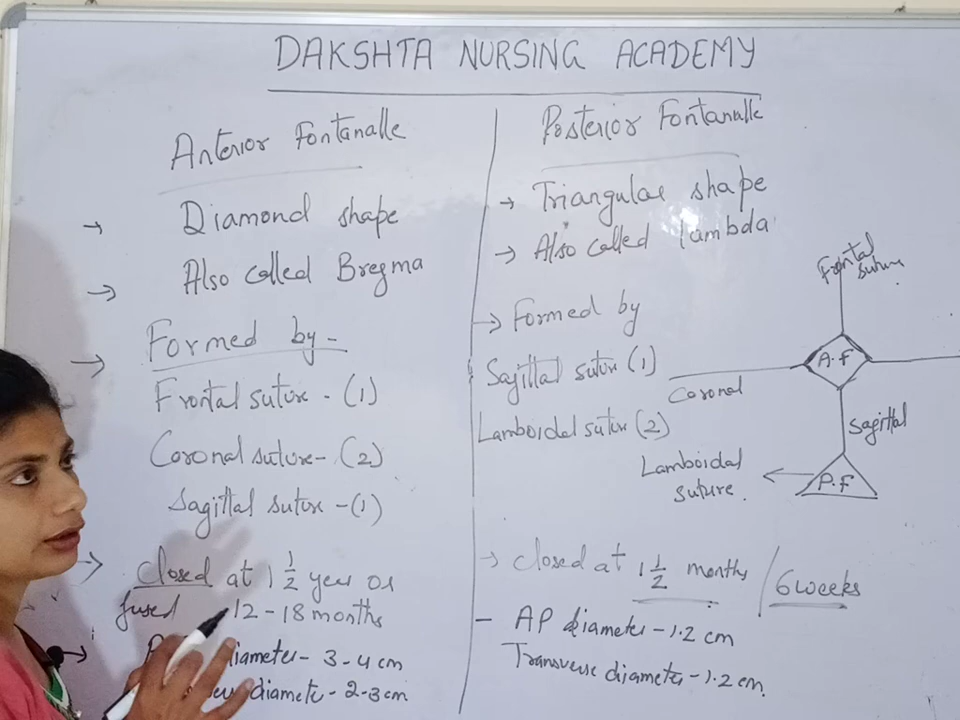 DAKSHTA NURSING ACADEMY
Anterior Fontanalle
→ Diamond shape
→ Also called Bregma
→ Formed by -
Frontal suture - (1)
Coronal suture - (2)
Sagittal suture - (1)
→ closed at 1 1/2 year or
fused 12 - 18 months
diameter - 3 - 4 cm
diameter - 2 - 3 cm
Posterior Fontanalle
→ Triangular shape
→ Also called lambda
→ Formed by
Sagittal suture (1)
Lamboidal suture (2)
→ closed at 1 1/2 months / 6 weeks
- AP diameter - 1.2 cm
Transverse diameter - 1.2 cm.
Frontal
suture.
A.F
Coronal
Sagittal
Lamboidal
suture.
P.F